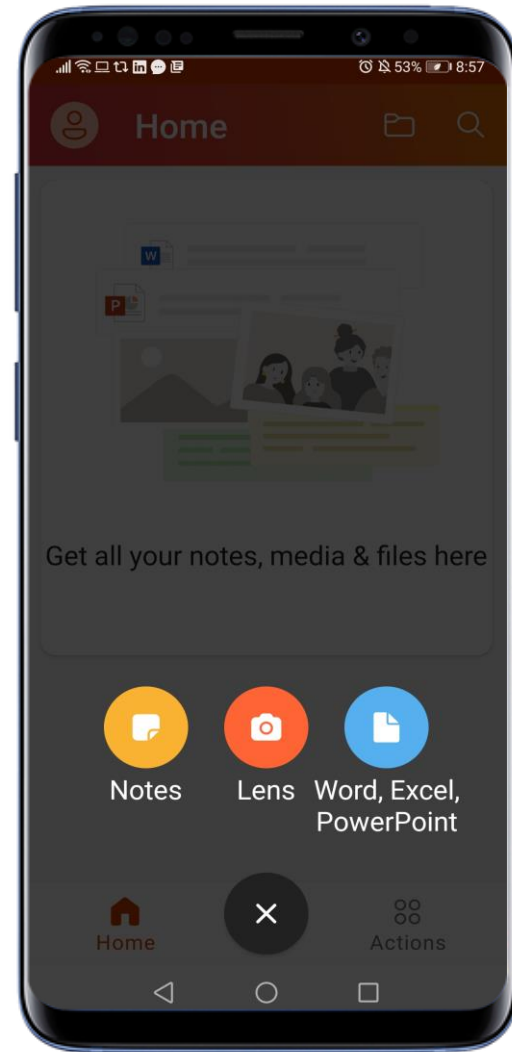 53% 8:57
Home
W
P
Get all your notes, media & files here
Notes
Lens
Word, Excel,
PowerPoint
Home
Actions